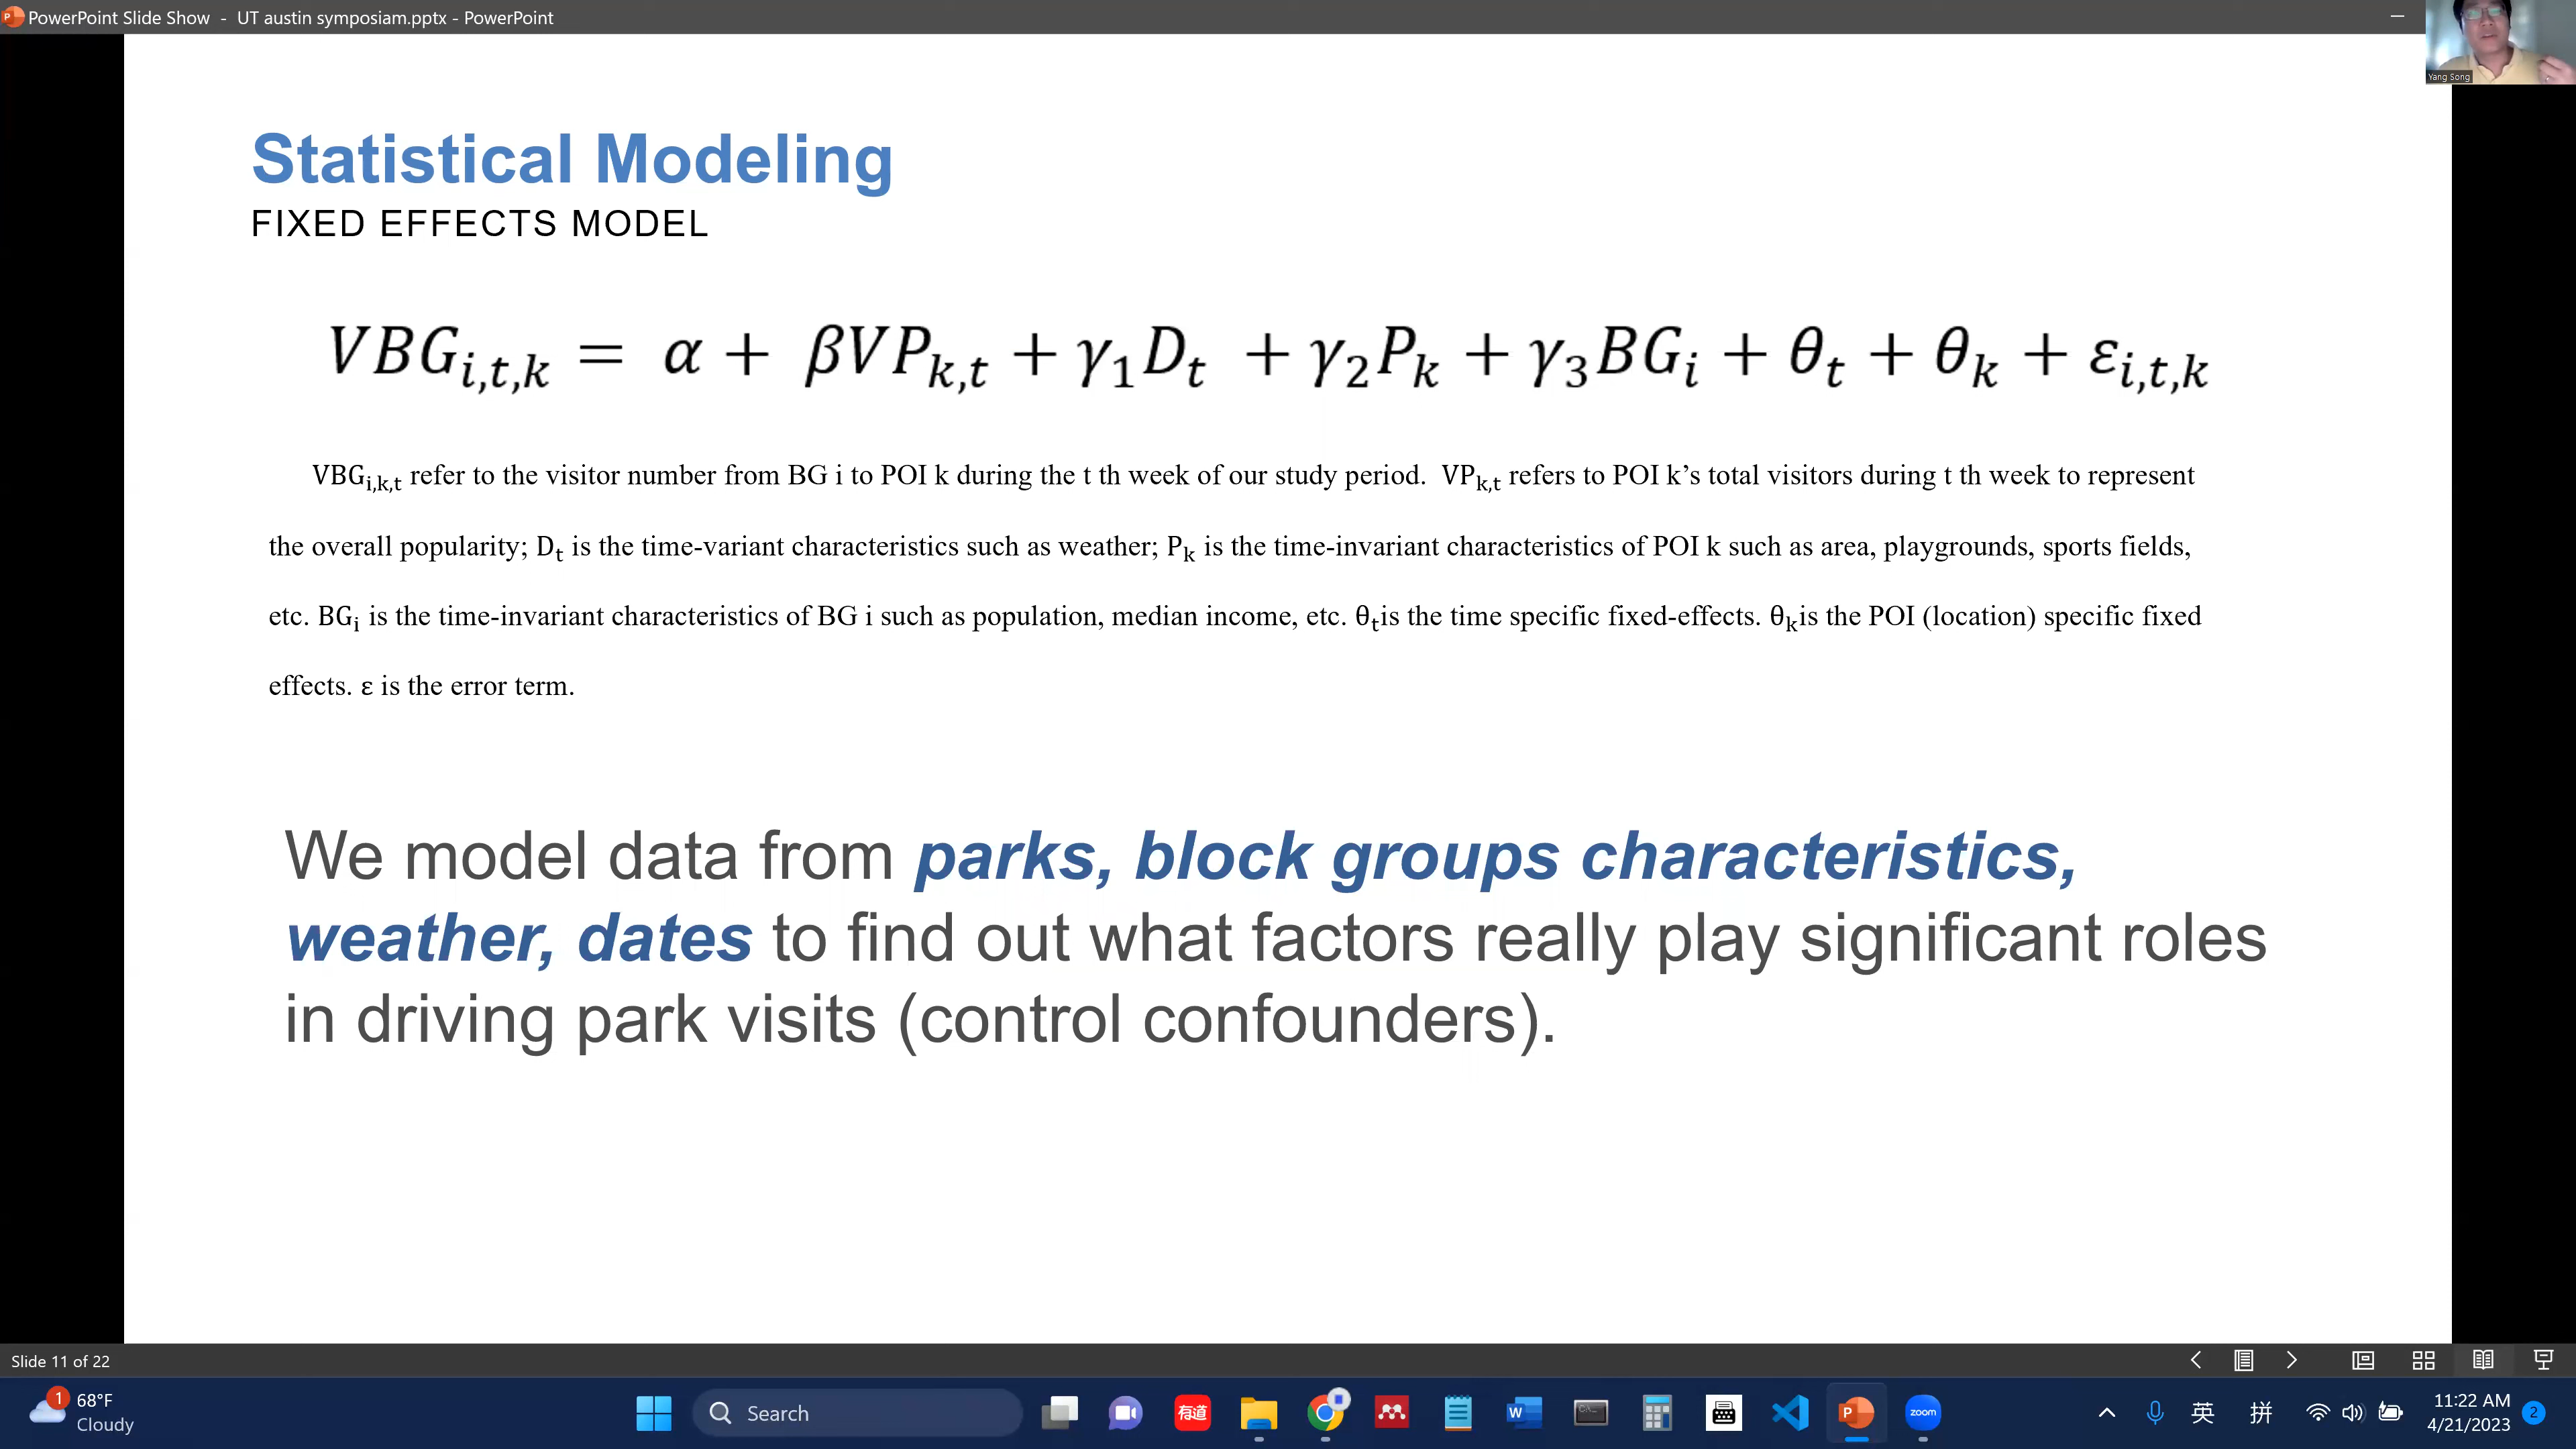 PowerPoint Slide Show - UT austin symposiam.pptx - PowerPoint
Yang Song
Statistical Modeling
FIXED EFFECTS MODEL
VBG_{i,t,k} = α + βVP_{k,t} + γ_1D_t + γ_2P_k + γ_3BG_i + θ_t + θ_k + ε_{i,t,k}
VBG_{i,k,t} refer to the visitor number from BG i to POI k during the t th week of our study period. VP_{k,t} refers to POI k’s total visitors during t th week to represent
the overall popularity; D_t is the time-variant characteristics such as weather; P_k is the time-invariant characteristics of POI k such as area, playgrounds, sports fields,
etc. BG_i is the time-invariant characteristics of BG i such as population, median income, etc. θ_t is the time specific fixed-effects. θ_k is the POI (location) specific fixed
effects. ε is the error term.
We model data from parks, block groups characteristics,
weather, dates to find out what factors really play significant roles
in driving park visits (control confounders).
Slide 11 of 22
1
68°F
Cloudy
Search
有道
W
C:\
P
zoom
英
拼
11:22 AM
4/21/2023
2